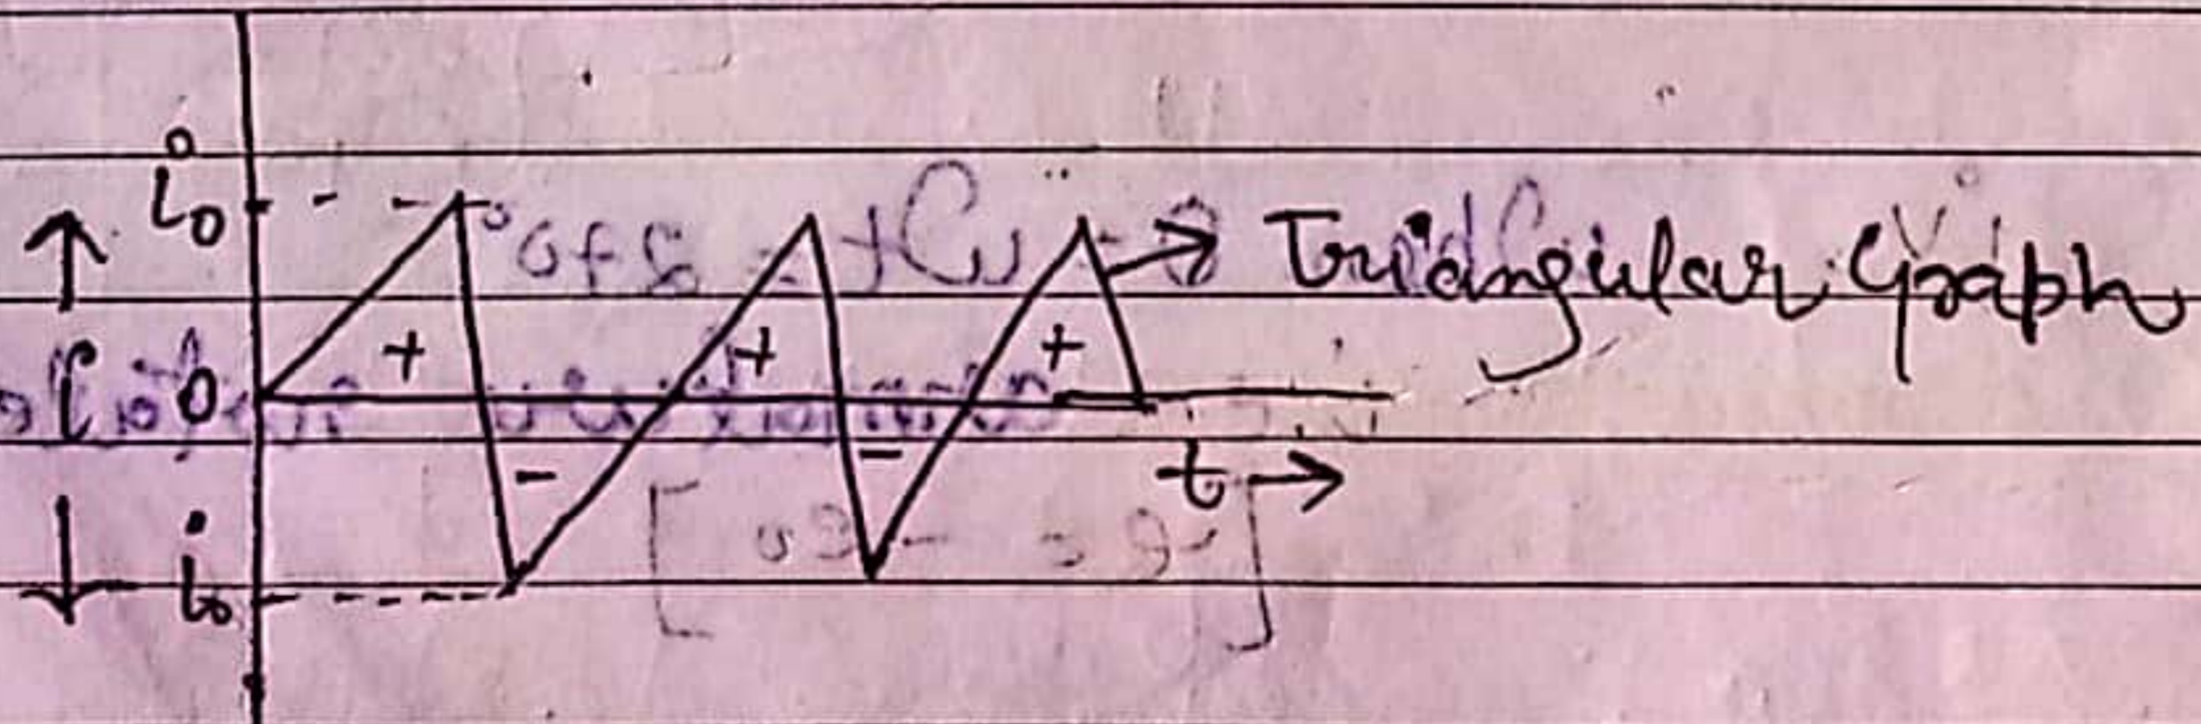 i₀
Triangular Graph
+ + +
i 0
- -
t →
- i₀